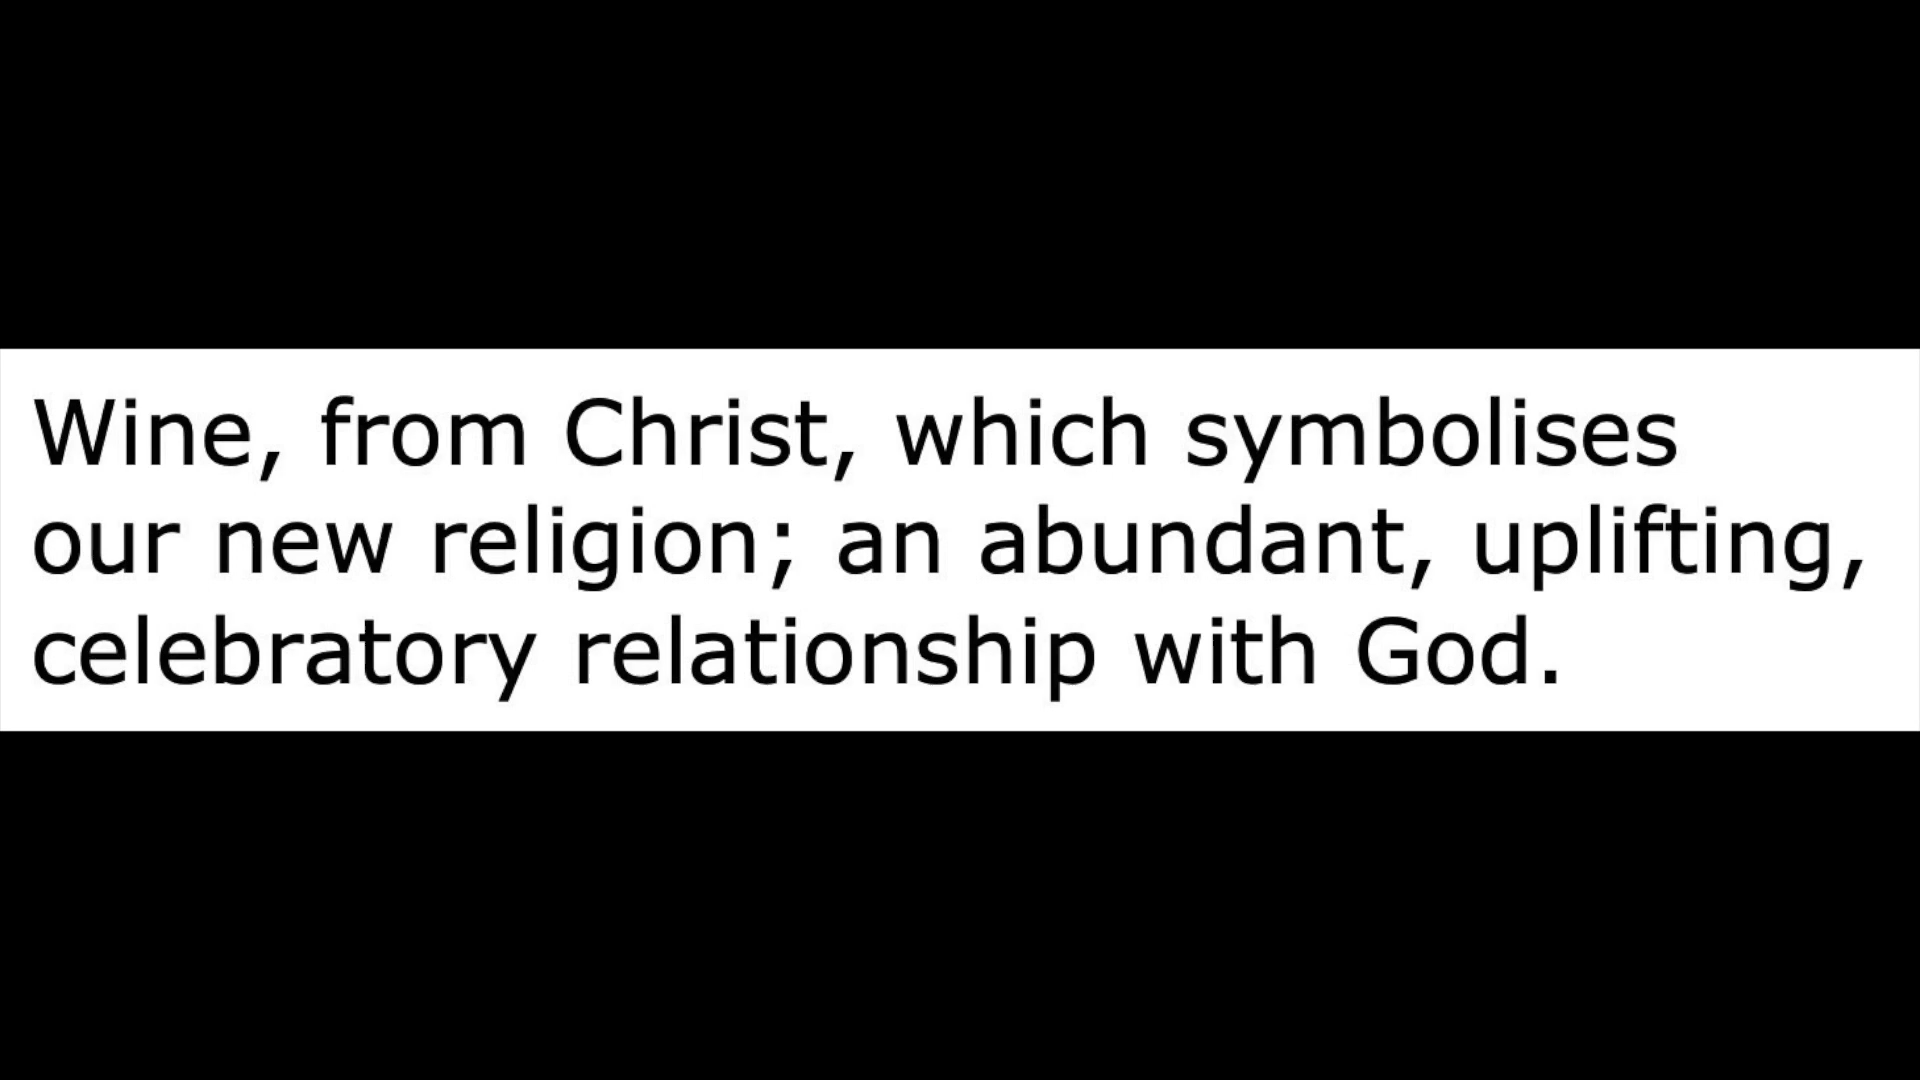 Wine, from Christ, which symbolises
our new religion; an abundant, uplifting,
celebratory relationship with God.